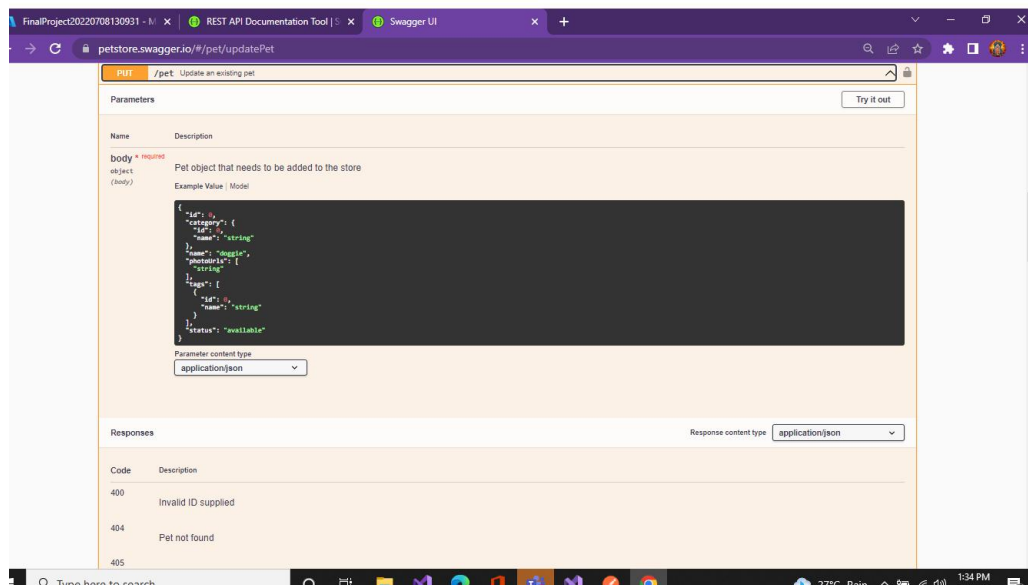 FinalProject20220708130931 - M
REST API Documentation Tool | S
Swagger UI
petstore.swagger.io/#/pet/updatePet
PUT /pet Update an existing pet
Parameters
Try it out
Name Description
body * required
object
(body)
Pet object that needs to be added to the store
Example Value | Model
{
"id": 0,
"category": {
"id": 0,
"name": "string"
},
"name": "doggie",
"photoUrls": [
"string"
],
"tags": [
{
"id": 0,
"name": "string"
}
],
"status": "available"
}
Parameter content type
application/json
Responses
Response content type application/json
Code Description
400
Invalid ID supplied
404
Pet not found
405
Type here to search
27°C Rain
1:34 PM